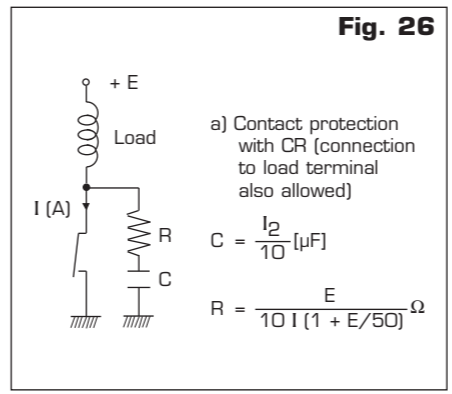 Fig. 26
+ E
Load
I (A)
R
C
a) Contact protection
with CR (connection
to load terminal
also allowed)
C = I2/10 [µF]
R = E/10 I (1 + E/50) Ω